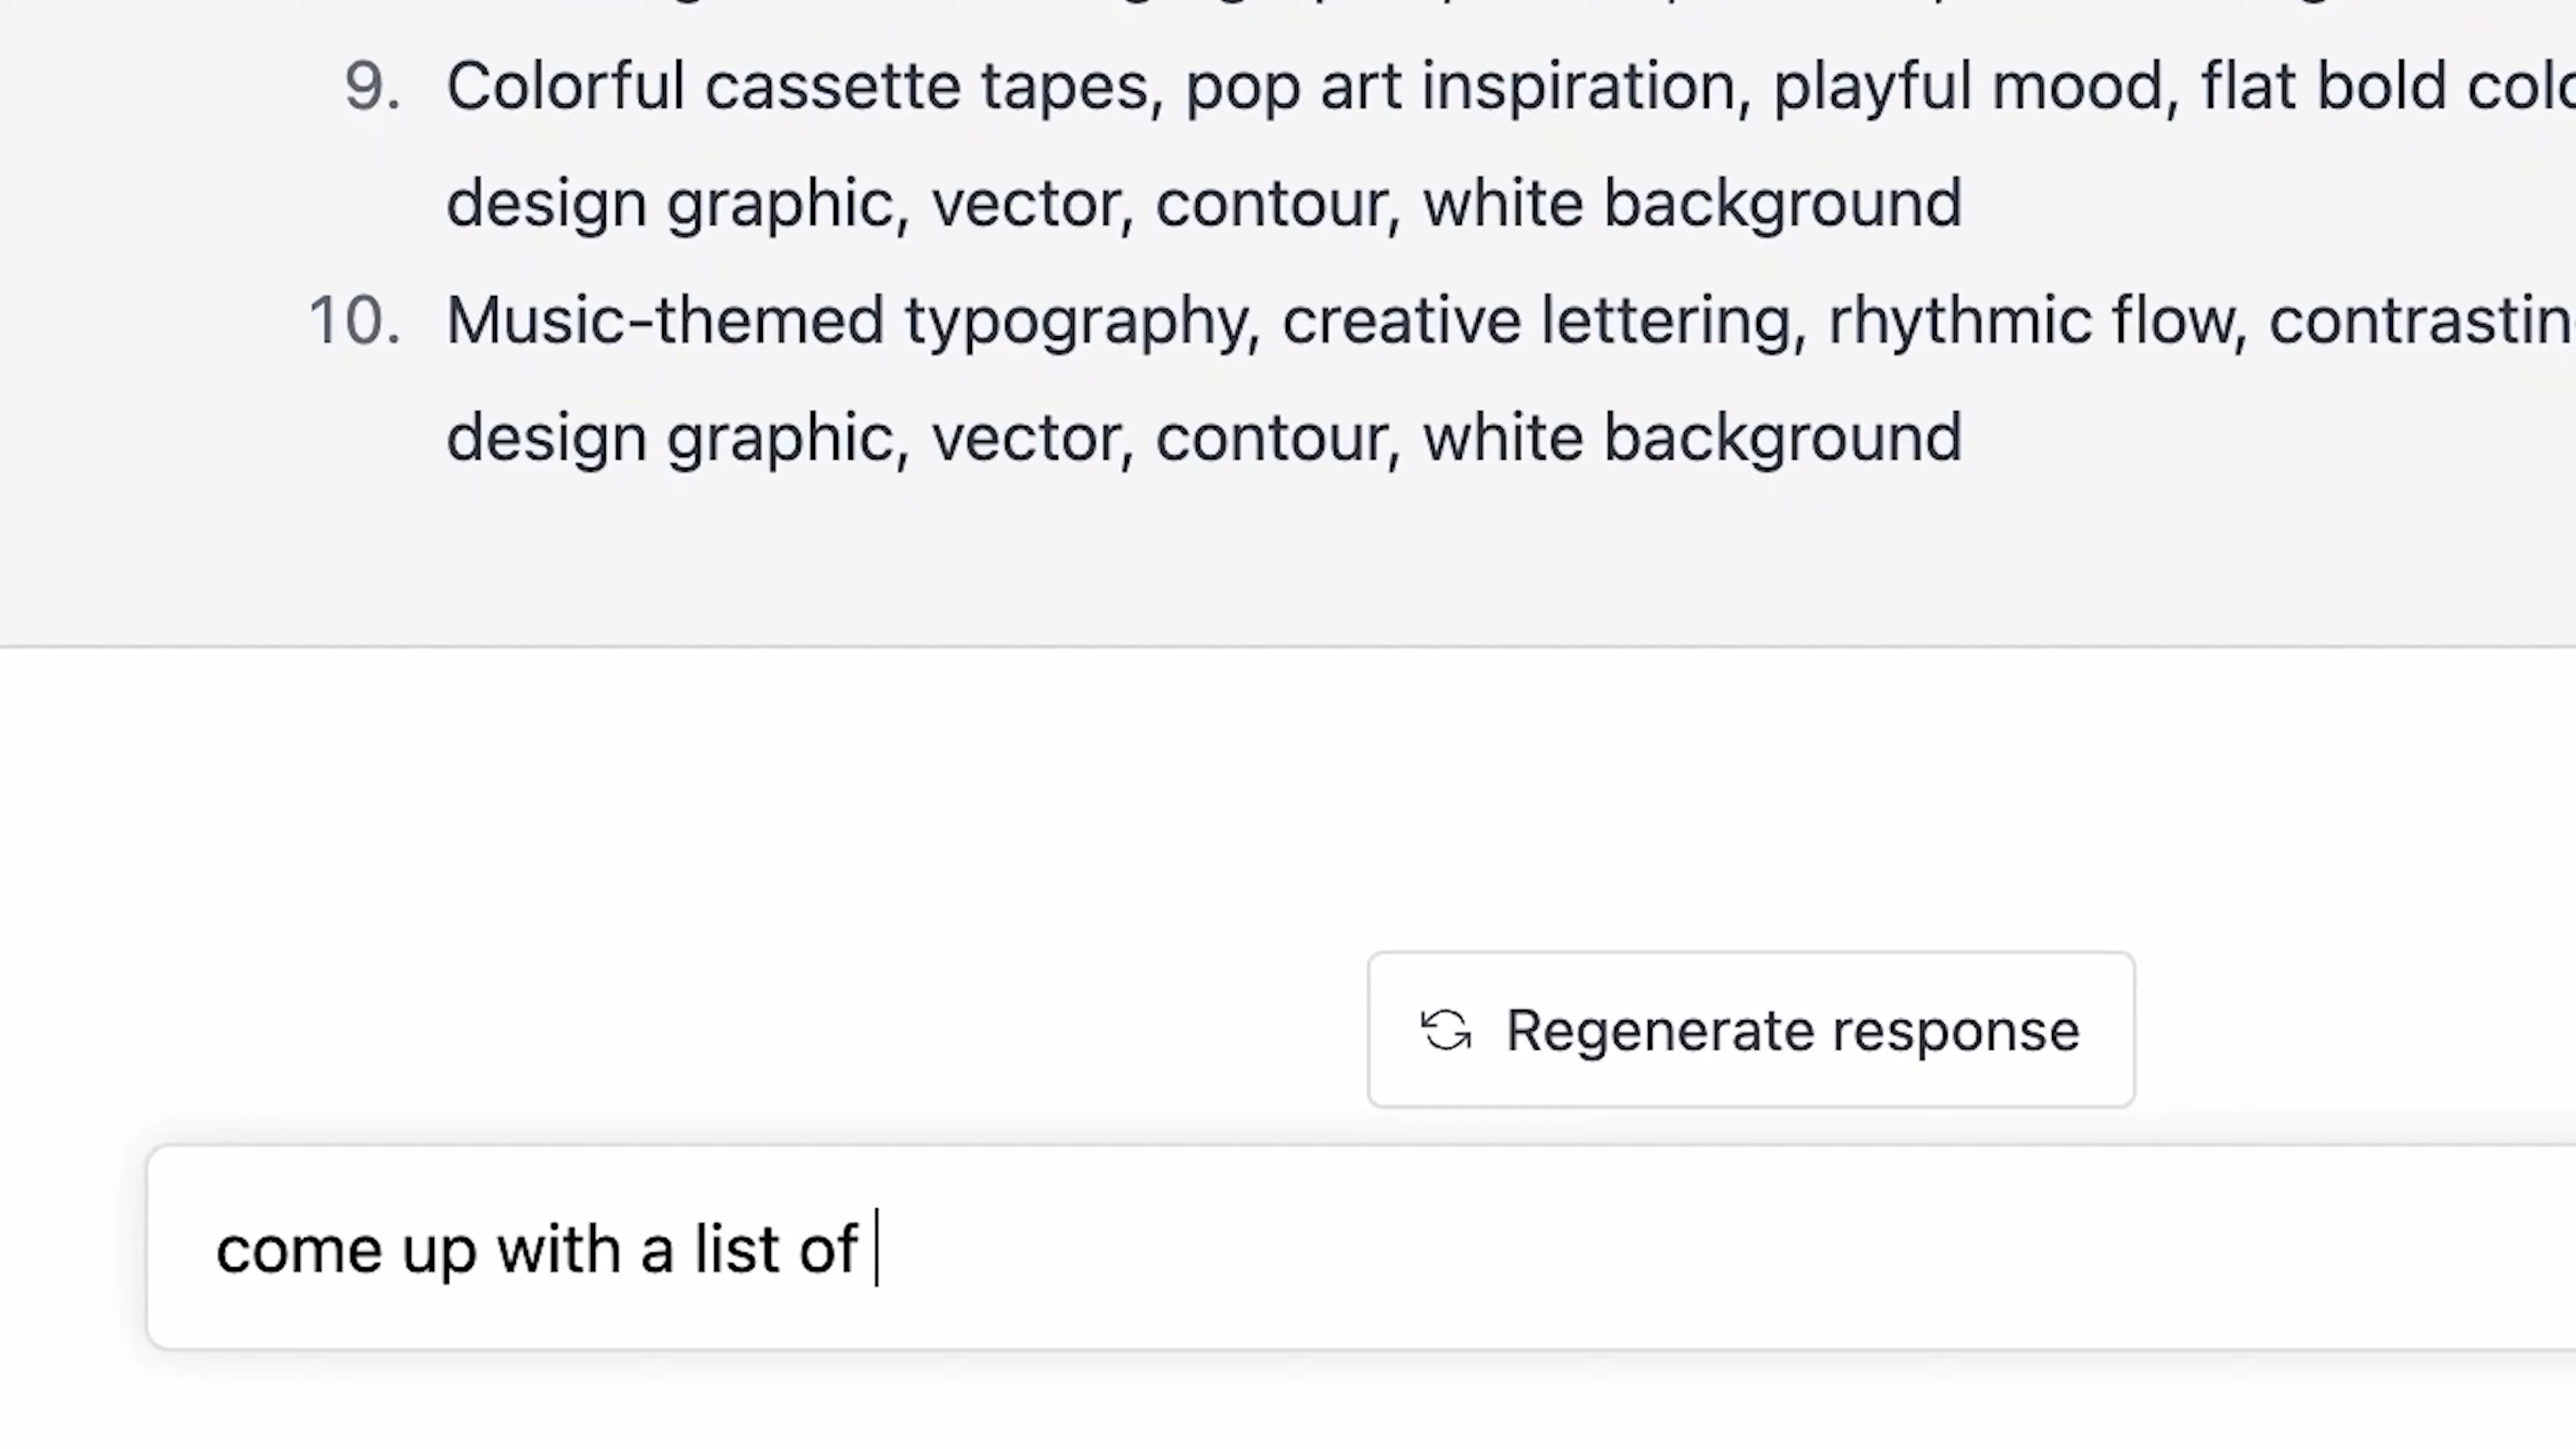 9. Colorful cassette tapes, pop art inspiration, playful mood, flat bold
design graphic, vector, contour, white background
10. Music-themed typography, creative lettering, rhythmic flow,
design graphic, vector, contour, white background
Regenerate response
come up with a list of